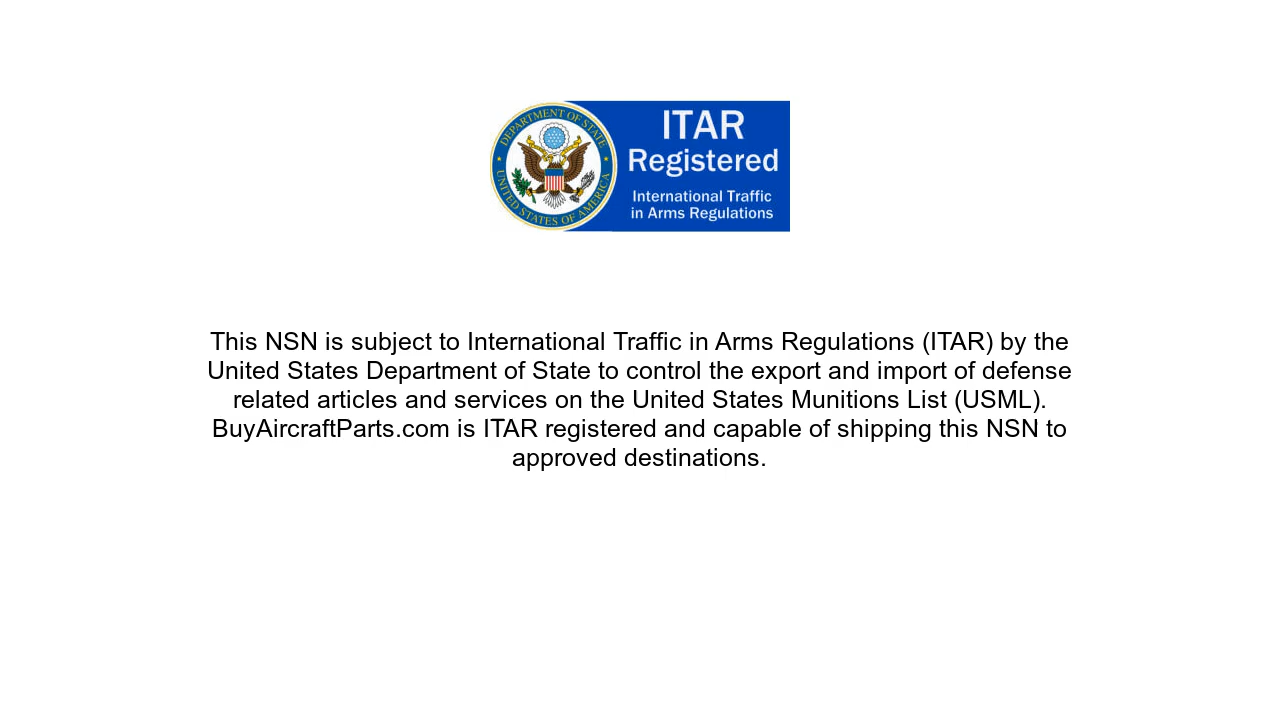 DEPARTMENT OF STATE
UNITED STATES OF AMERICA
ITAR
Registered
International Traffic
in Arms Regulations
This NSN is subject to International Traffic in Arms Regulations (ITAR) by the
United States Department of State to control the export and import of defense
related articles and services on the United States Munitions List (USML).
BuyAircraftParts.com is ITAR registered and capable of shipping this NSN to
approved destinations.